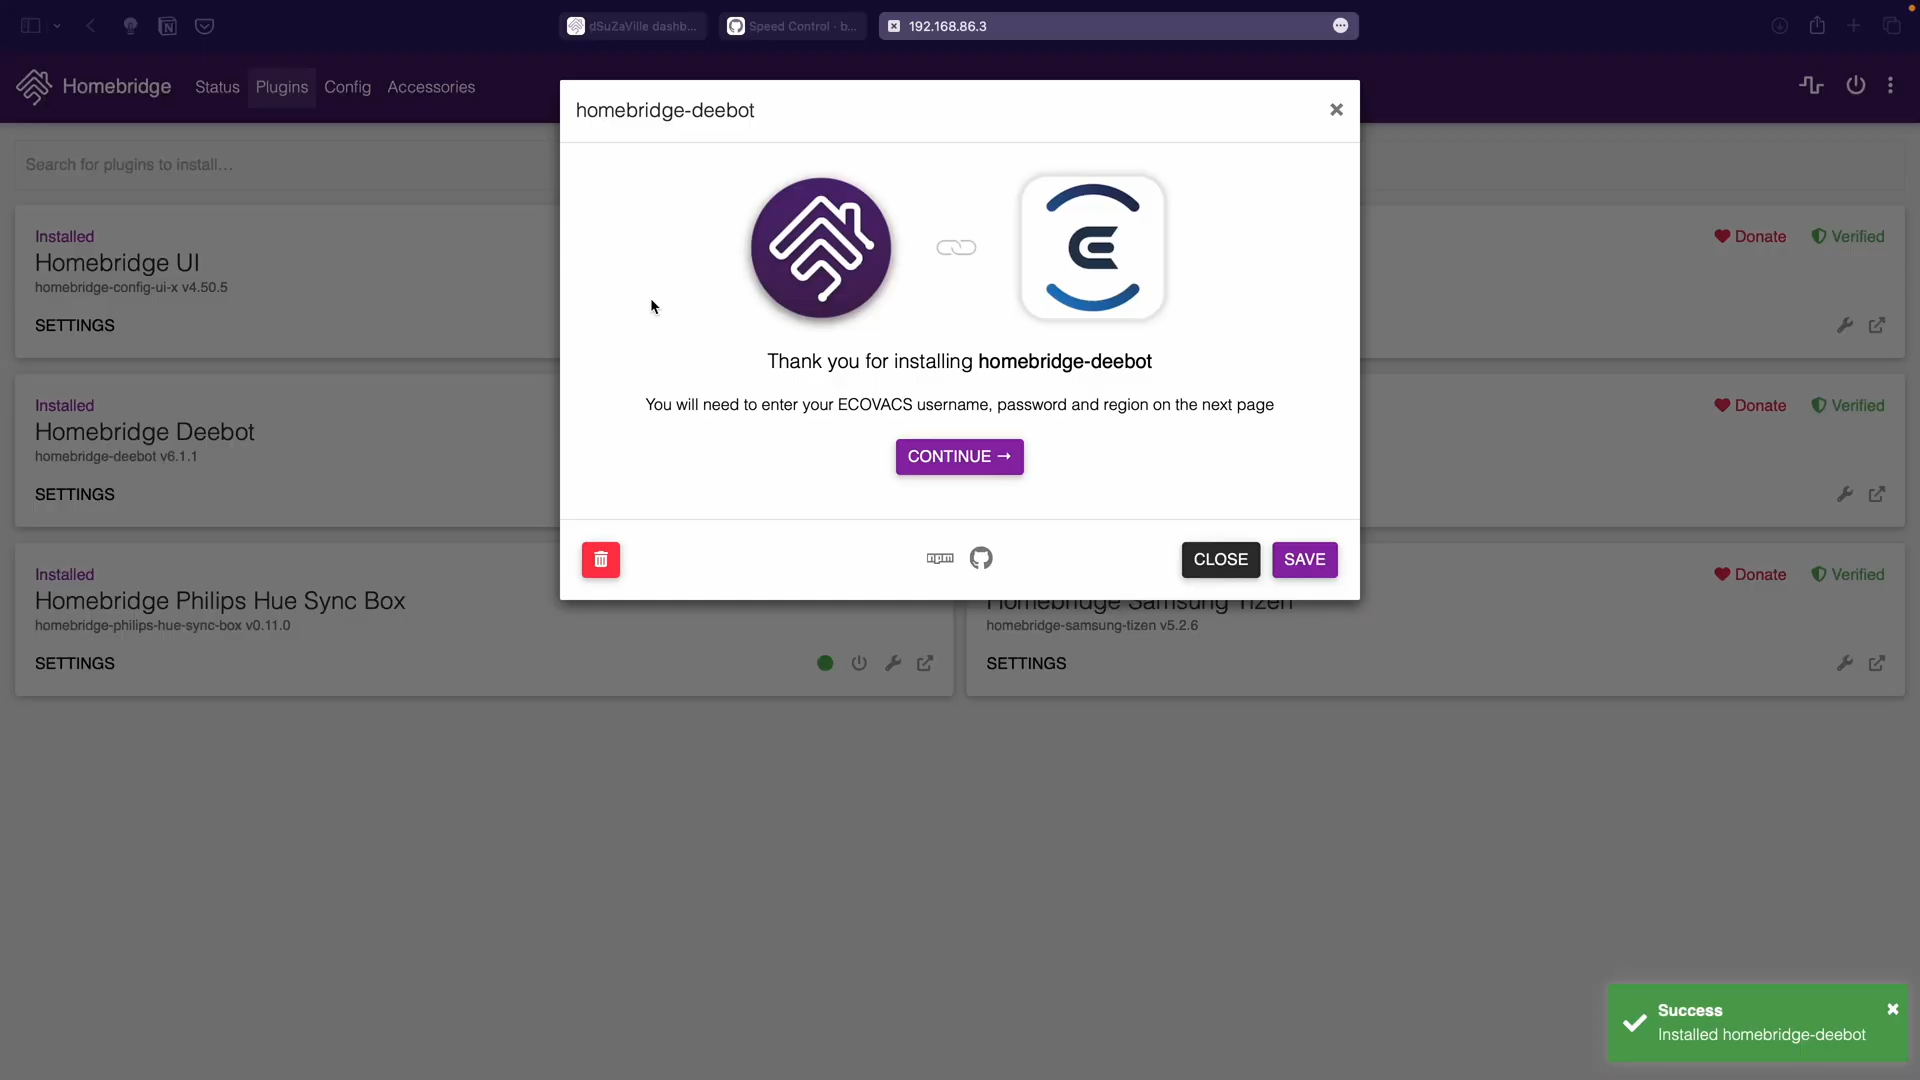 dSuZaVille dashb...
Speed Control · b...
192.168.86.3
Homebridge
Status
Plugins
Config
Accessories
homebridge-deebot
Search for plugins to install...
Thank you for installing homebridge-deebot
You will need to enter your ECOVACS username, password and region on the next page
CONTINUE →
npm
CLOSE
SAVE
Installed
Homebridge UI
homebridge-config-ui-x v4.50.5
SETTINGS
Donate
Verified
Installed
Homebridge Deebot
homebridge-deebot v6.1.1
SETTINGS
Donate
Verified
Installed
Homebridge Philips Hue Sync Box
homebridge-philips-hue-sync-box v0.11.0
SETTINGS
Donate
Verified
Homebridge Samsung Tizen
homebridge-samsung-tizen v5.2.6
SETTINGS
Success
Installed homebridge-deebot